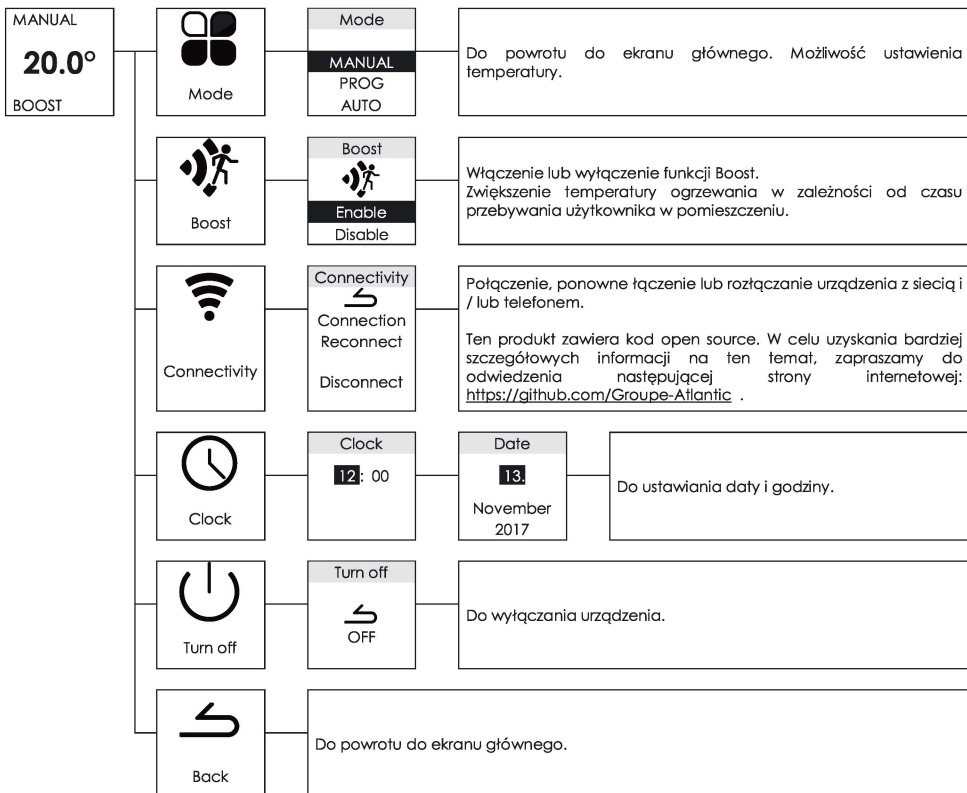 MANUAL
20.0°
BOOST
Mode
Mode
MANUAL
PROG
AUTO
Do powrotu do ekranu głównego. Możliwość ustawienia
temperatury.
Boost
Boost
Enable
Disable
Włączenie lub wyłączenie funkcji Boost.
Zwiększenie temperatury ogrzewania w zależności od czasu
przebywania użytkownika w pomieszczeniu.
Connectivity
Connectivity
Connection
Reconnect
Disconnect
Połączenie, ponowne łączenie lub rozłączanie urządzenia z siecią i
/ lub telefonem.
Ten produkt zawiera kod open source. W celu uzyskania bardziej
szczegółowych informacji na ten temat, zapraszamy do
odwiedzenia następującej strony internetowej:
https://github.com/Groupe-Atlantic .
Clock
Clock
12: 00
Date
13.
November
2017
Do ustawiania daty i godziny.
Turn off
Turn off
OFF
Do wyłączania urządzenia.
Back
Do powrotu do ekranu głównego.